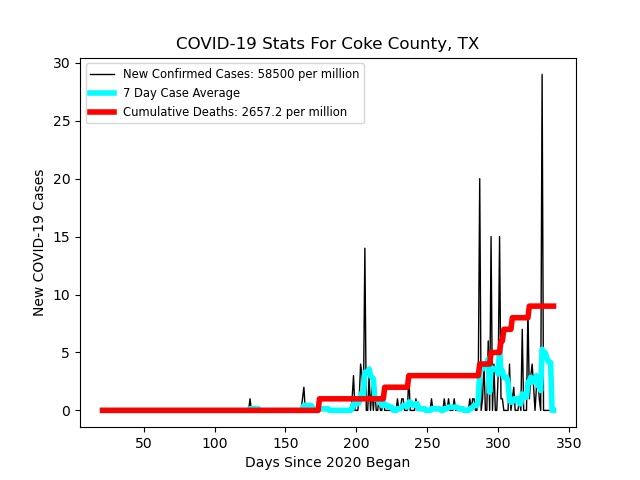 COVID-19 Stats For Coke County, TX
New Confirmed Cases: 58500 per million
7 Day Case Average
Cumulative Deaths: 2657.2 per million
New COVID-19 Cases
30
25
20
15
10
5
0
50
100
150
200
250
300
350
Days Since 2020 Began